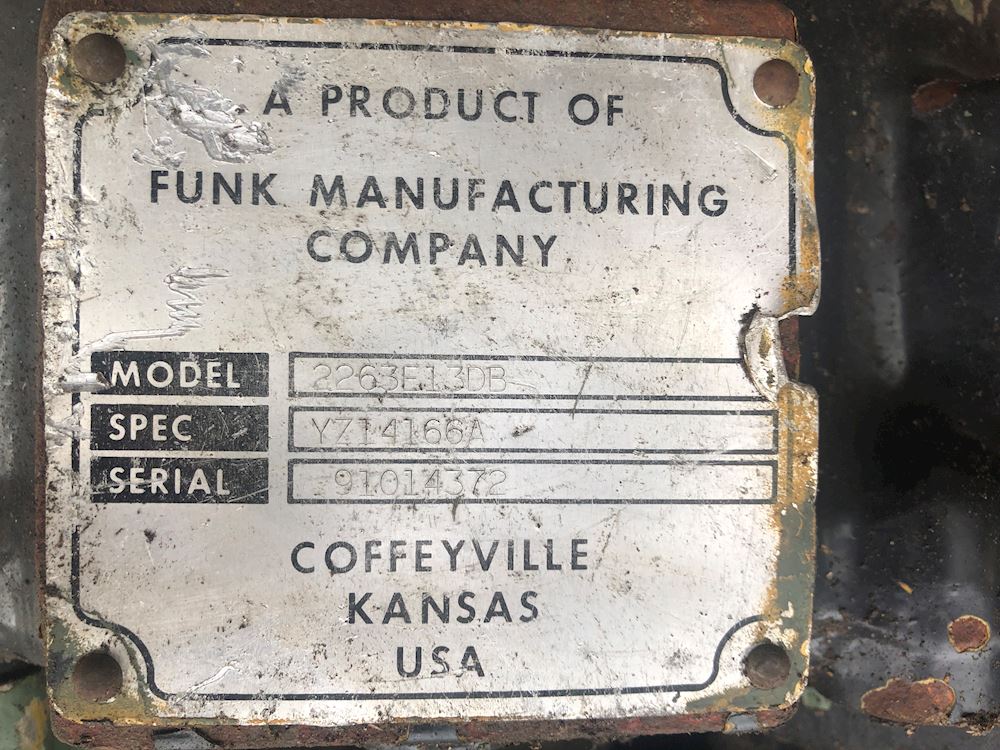 A PRODUCT OF
FUNK MANUFACTURING
COMPANY
MODEL 2263E13DB
SPEC YZ14166A
SERIAL 91014372
COFFEYVILLE
KANSAS
USA